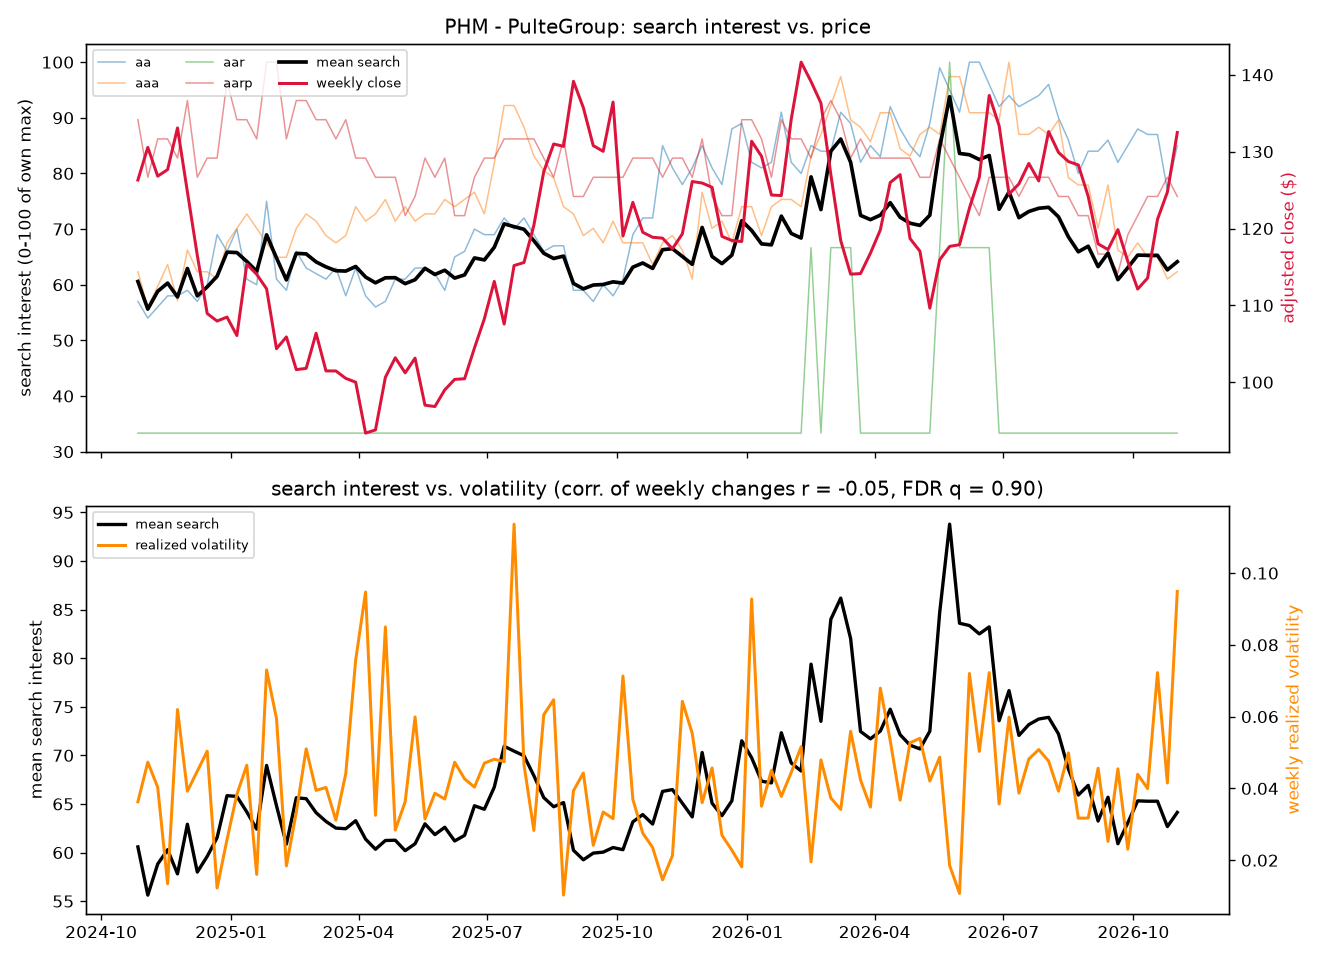 PHM - PulteGroup: search interest vs. price
aa
aaa
aar
aarp
mean search
weekly close
100
90
80
70
60
50
40
30
search interest (0-100 of own max)
140
130
120
110
100
adjusted close ($)
search interest vs. volatility (corr. of weekly changes r = -0.05, FDR q = 0.90)
mean search
realized volatility
95
90
85
80
75
70
65
60
55
mean search interest
0.10
0.08
0.06
0.04
0.02
weekly realized volatility
2024-10 2025-01 2025-04 2025-07 2025-10 2026-01 2026-04 2026-07 2026-10